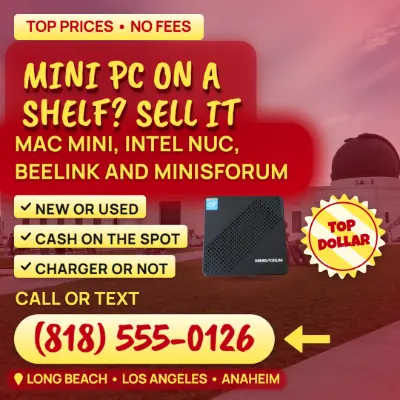 TOP PRICES • NO FEES
MINI PC ON A
SHELF? SELL IT
MAC MINI, INTEL NUC,
BEELINK AND MINISFORUM
NEW OR USED
CASH ON THE SPOT
CHARGER OR NOT
MINISFORUM
TOP
DOLLAR
CALL OR TEXT
(818) 555-0126
LONG BEACH • LOS ANGELES • ANAHEIM